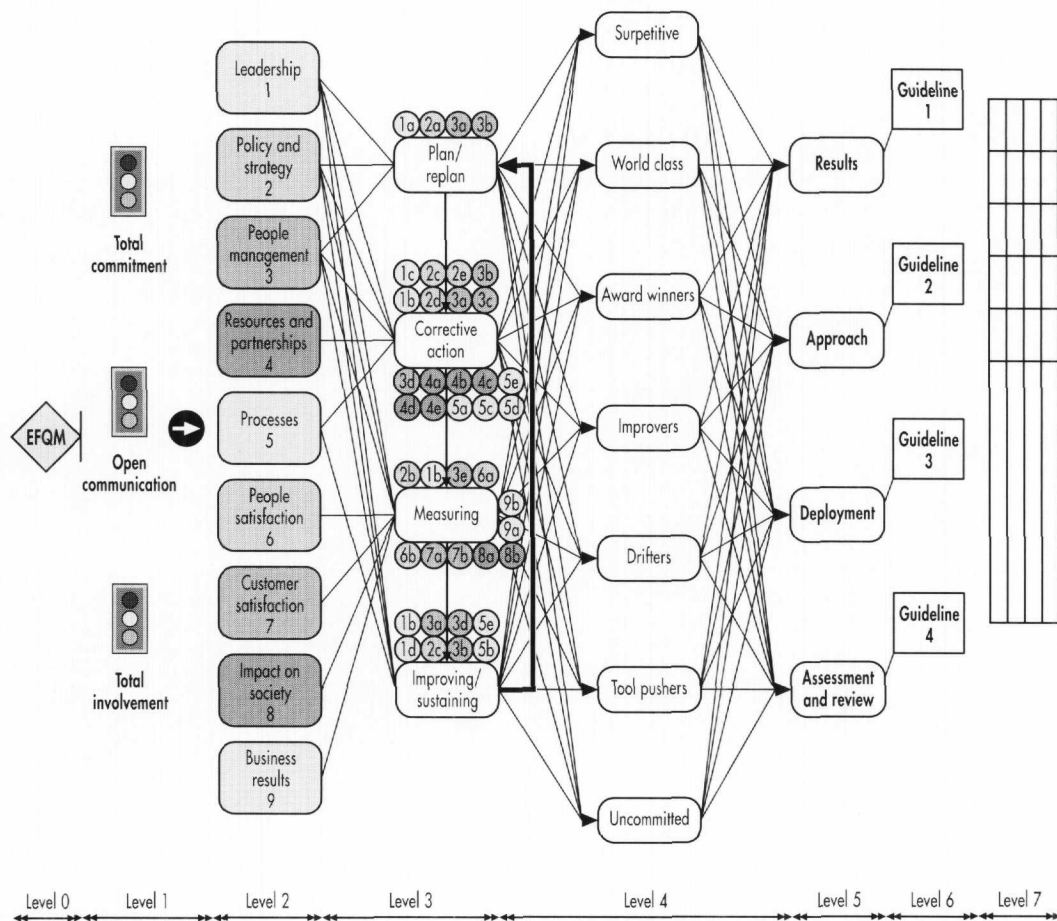 EFQM
Total
commitment
Open
communication
Total
involvement
Leadership
1
Policy and
strategy
2
People
management
3
Resources and
partnerships
4
Processes
5
People
satisfaction
6
Customer
satisfaction
7
Impact on
society
8
Business
results
9
1a 2a 3a 3b
Plan/
replan
1c 2c 2e 3b
1b 2d 3a 3c
Corrective
action
3d 4a 4b 4c 5e
4d 4e 5a 5c 5d
2b 1b 3e 6a
9b
Measuring
9a
6b 7a 7b 8a 8b
1b 3a 3d 5e
1d 2c 3b 5b
Improving/
sustaining
Surpetitive
World class
Award winners
Improvers
Drifters
Tool pushers
Uncommitted
Results
Approach
Deployment
Assessment
and review
Guideline
1
Guideline
2
Guideline
3
Guideline
4
Level 0 Level 1 Level 2 Level 3 Level 4 Level 5 Level 6 Level 7